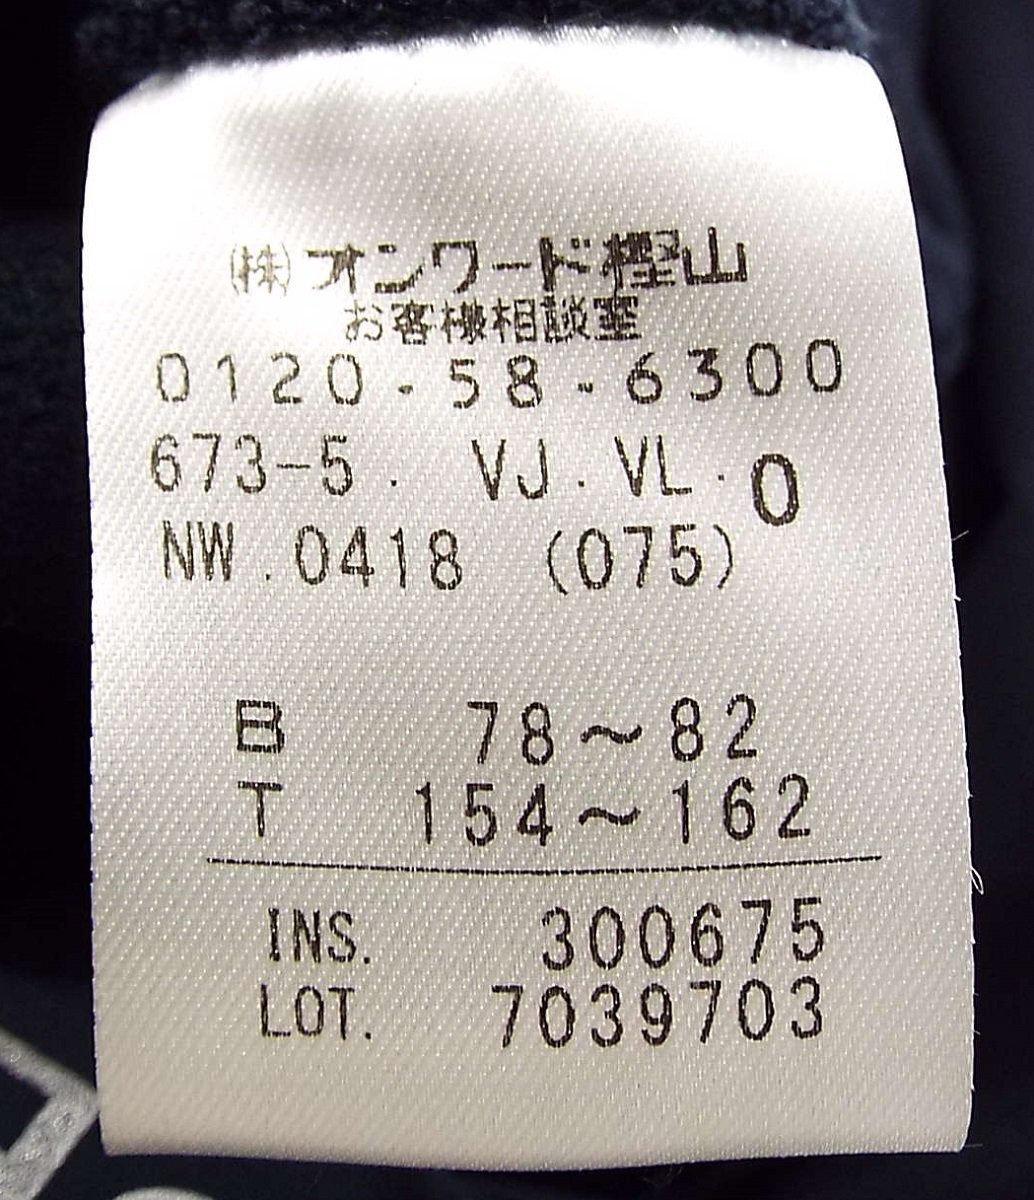 (株)オンワード樫山
お客様相談室
0120-58-6300
673-5. VJ.VL.0
NW.0418 (075)
B 78~82
T 154~162
INS. 300675
LOT. 7039703